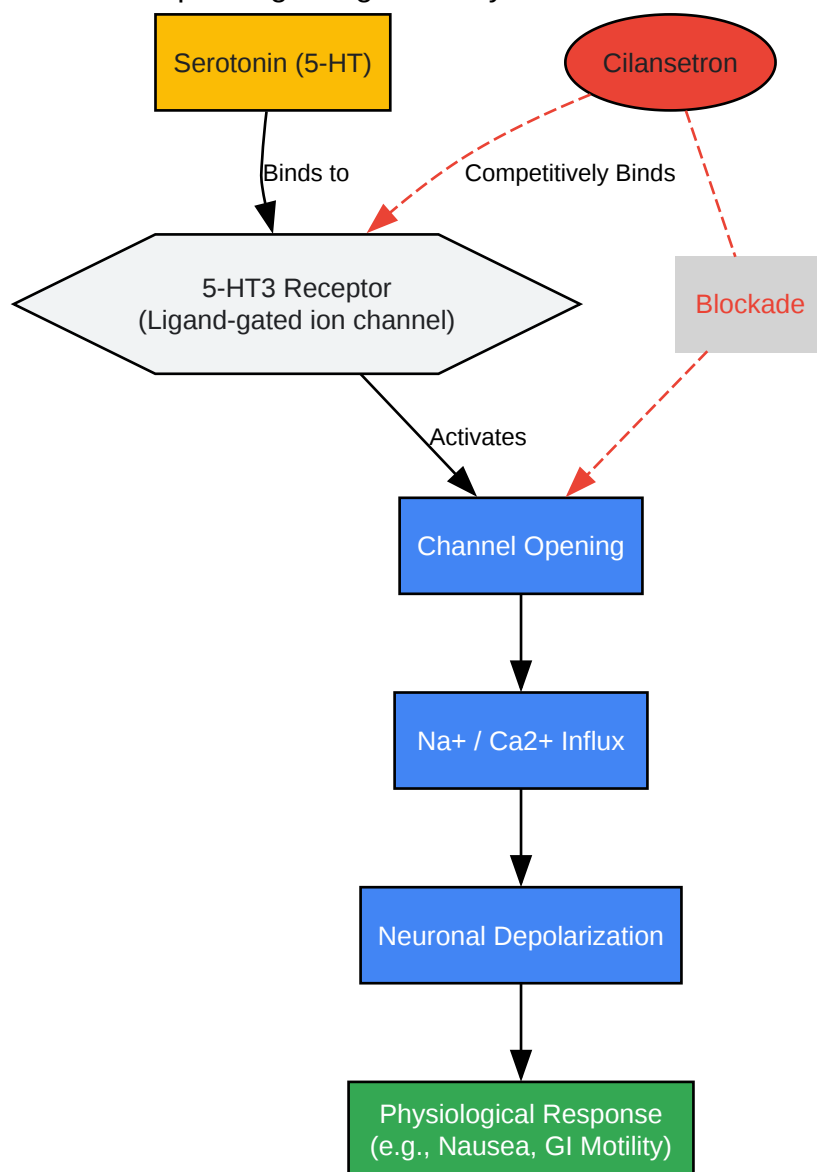 Serotonin (5-HT)
Cilansetron
Binds to
Competitively Binds
5-HT3 Receptor
(Ligand-gated ion channel)
Blockade
Activates
Channel Opening
Na+ / Ca2+ Influx
Neuronal Depolarization
Physiological Response
(e.g., Nausea, GI Motility)